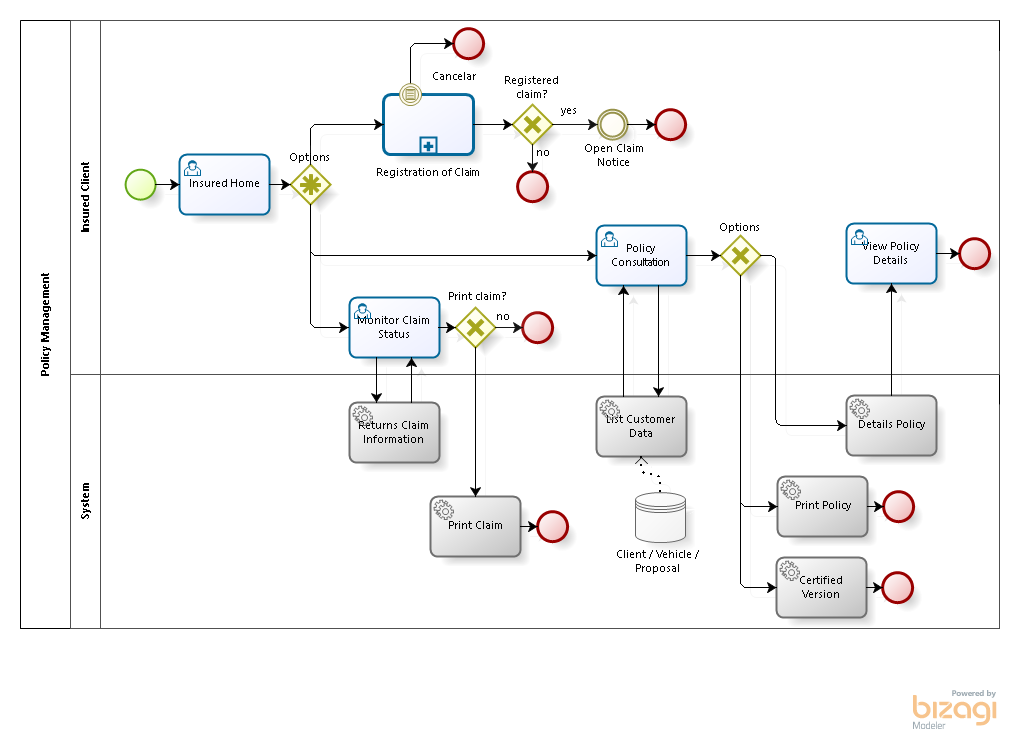 Policy Management
Insured Client
System
Cancelar
Registered
claim?
yes
no
Open Claim
Notice
Registration of Claim
Options
Insured Home
Policy
Consultation
Options
View Policy
Details
Print claim?
no
Monitor Claim
Status
Returns Claim
Information
List Customer
Data
Details Policy
Print Claim
Print Policy
Client / Vehicle /
Proposal
Certified
Version
Powered by
bizagi
Modeler